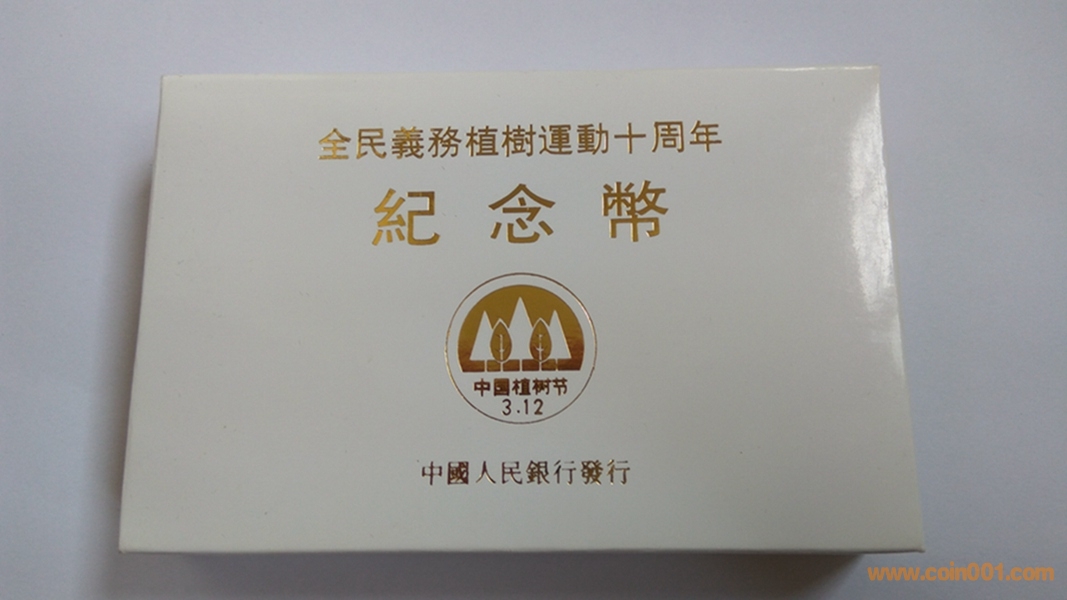 全民義務植樹運動十周年
紀念幣
中国植树节
3.12
中國人民銀行發行
www.coin001.com